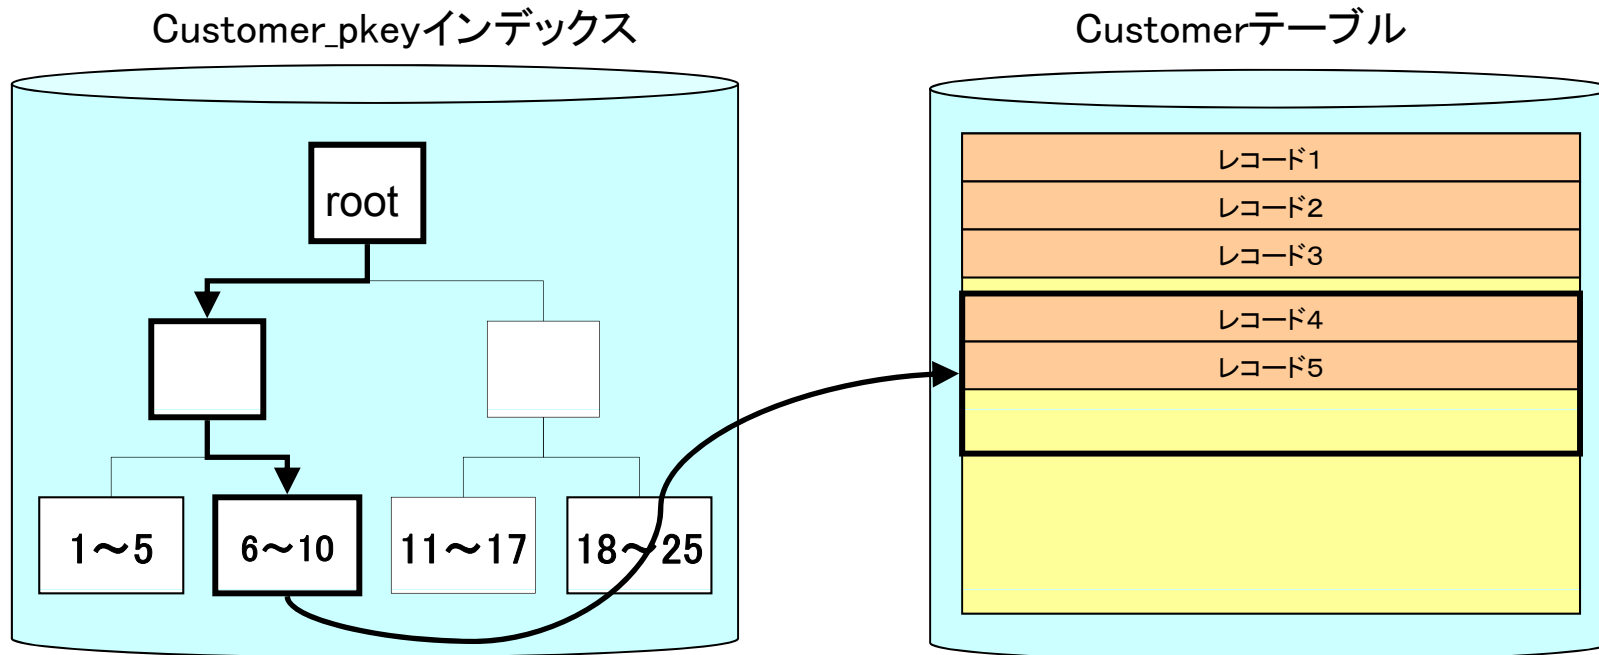 Customer_pkeyインデックス
Customerテーブル
root
1～5
6～10
11～17
18～25
レコード1
レコード2
レコード3
レコード4
レコード5